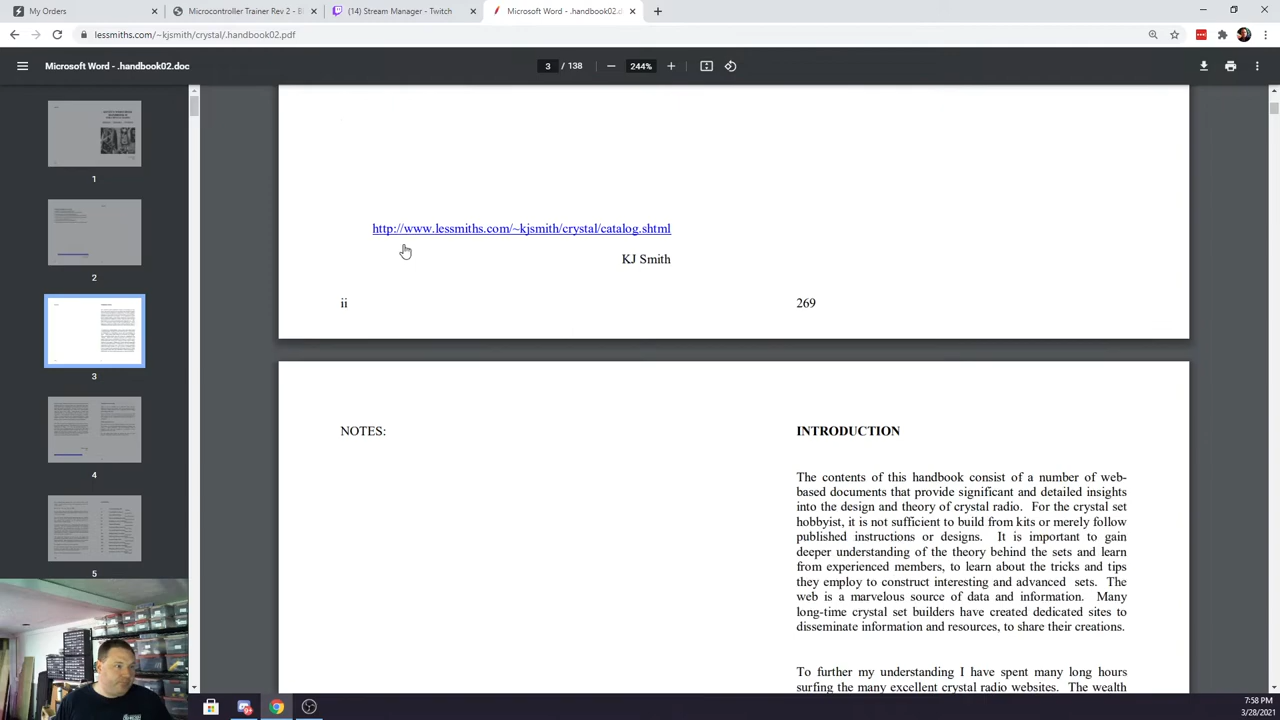 My Orders
Microcontroller Trainer Rev 2 - B
(14) Stream Manager - Twitch
Microsoft Word - .handbook02.do
lessmiths.com/~kjsmith/crystal/.handbook02.pdf
Microsoft Word - .handbook02.doc
3 / 138
244%
1
2
3
4
5
http://www.lessmiths.com/~kjsmith/crystal/catalog.shtml
KJ Smith
ii
269
NOTES:
INTRODUCTION
The contents of this handbook consist of a number of web-
based documents that provide significant and detailed insights
into the design and theory of crystal radio. For the crystal set
hobbyist, it is not sufficient to build from kits or merely follow
published instructions or designs. It is important to gain
deeper understanding of the theory behind the sets and learn
from experienced members, to learn about the tricks and tips
they employ to construct interesting and advanced sets. The
web is a marvelous source of data and information. Many
long-time crystal set builders have created dedicated sites to
disseminate information and resources, to share their creations.
To further my understanding I have spent many long hours
surfing the many excellent crystal radio websites. The wealth
7:58 PM
3/28/2021